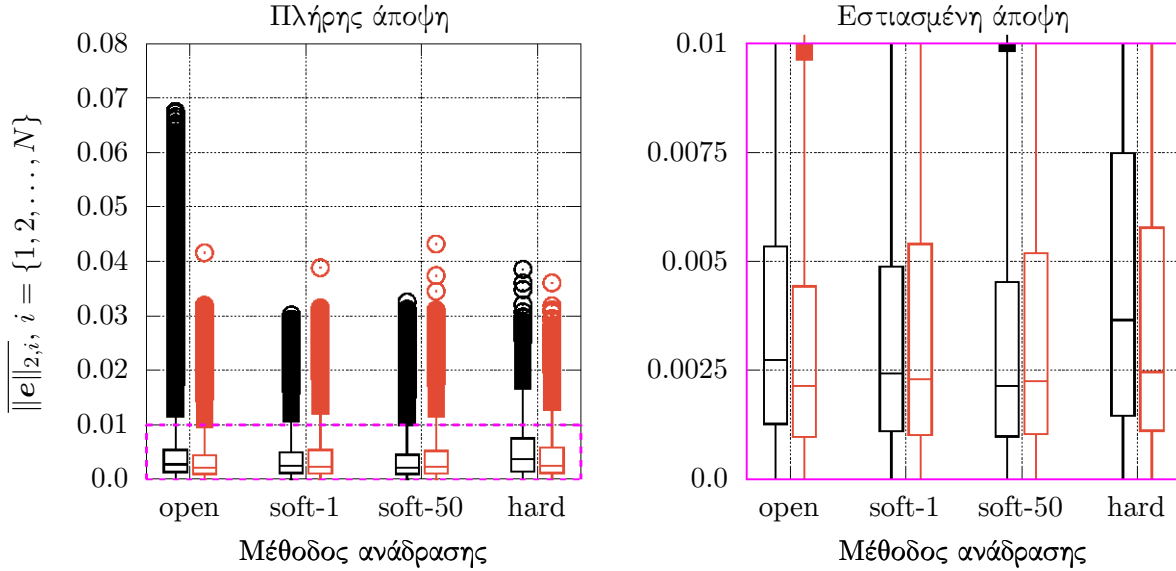 Πλήρης άποψη
0.08
0.07
0.06
0.05
0.04
0.03
0.02
0.01
0.0
‖e‖2,i, i = {1, 2, . . . , N}
open
soft-1
soft-50
hard
Μέθοδος ανάδρασης
Εστιασμένη άποψη
0.01
0.0075
0.005
0.0025
0.0
open
soft-1
soft-50
hard
Μέθοδος ανάδρασης